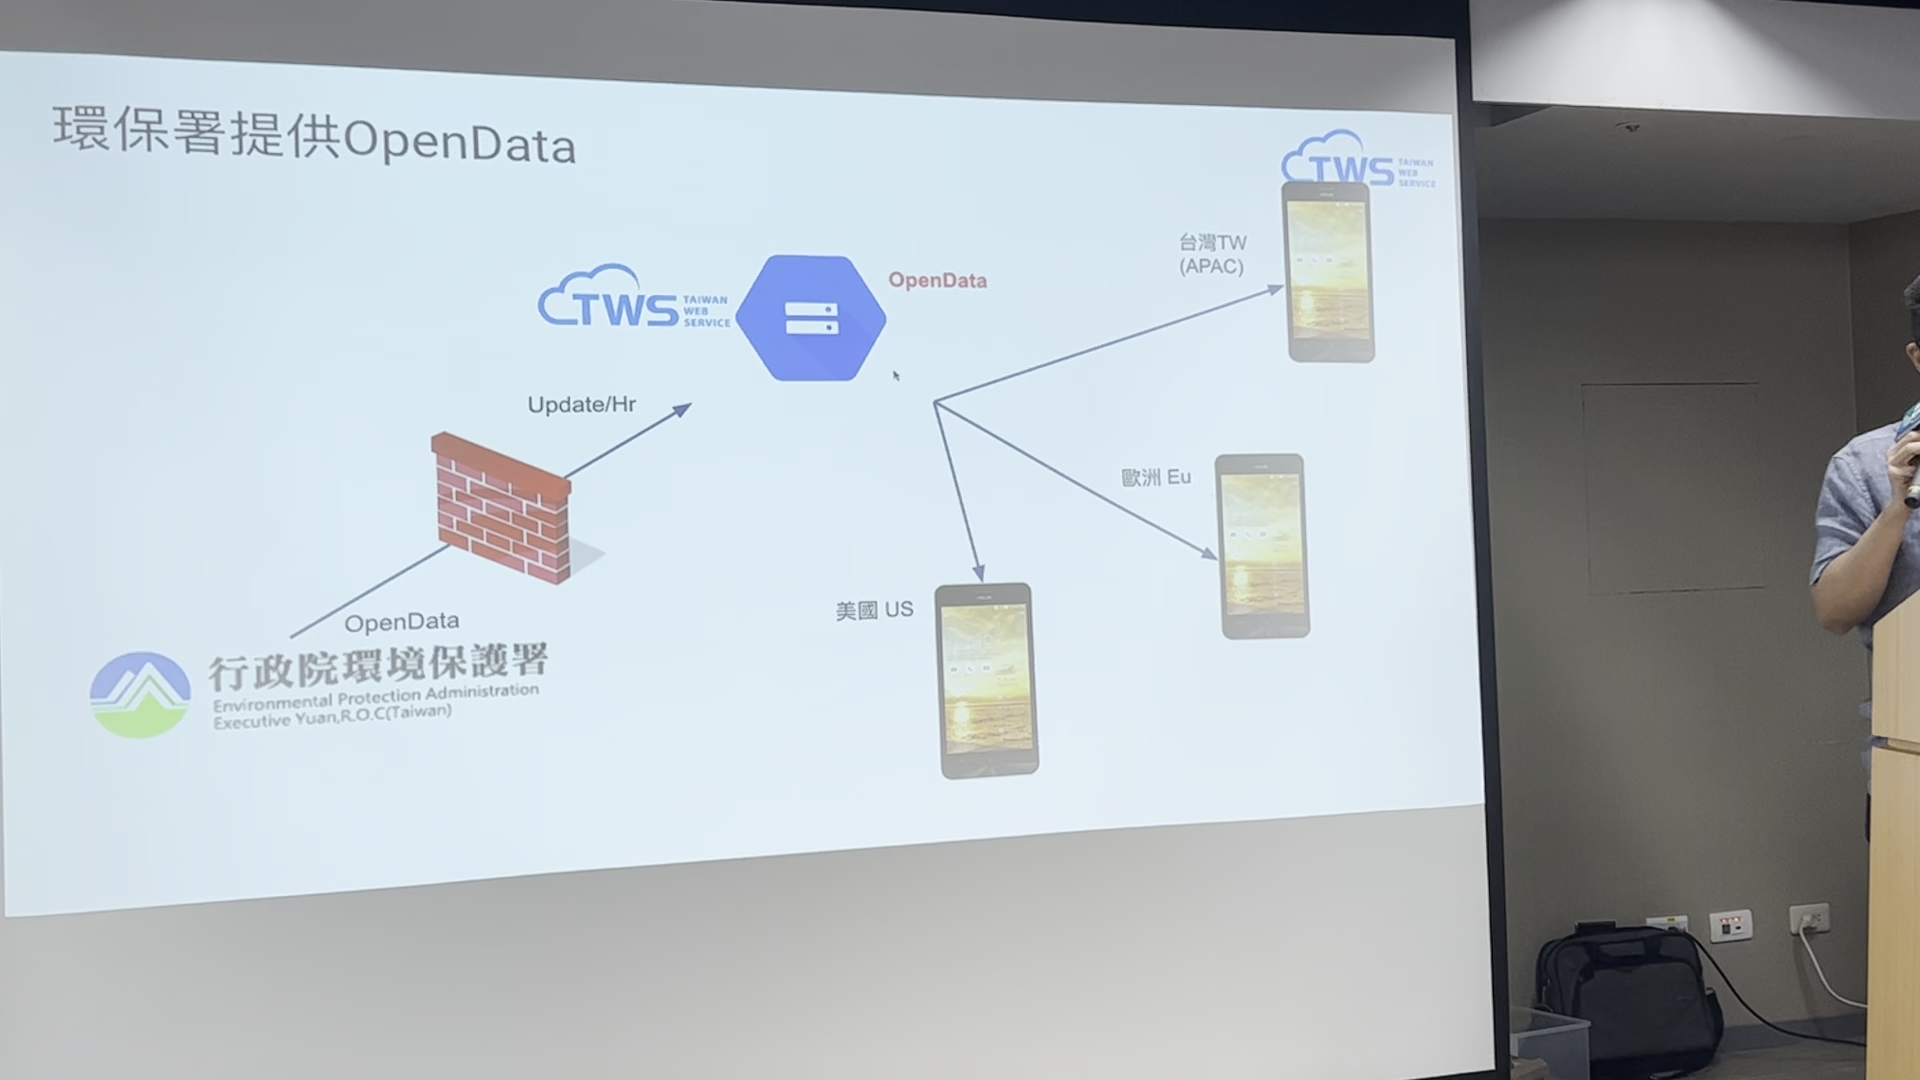 環保署提供OpenData
TWS TAIWAN
WEB
SERVICE
台灣TW
(APAC)
TWS TAIWAN
WEB
SERVICE
OpenData
Update/Hr
歐洲 Eu
美國 US
OpenData
行政院環境保護署
Environmental Protection Administration
Executive Yuan,R.O.C(Taiwan)